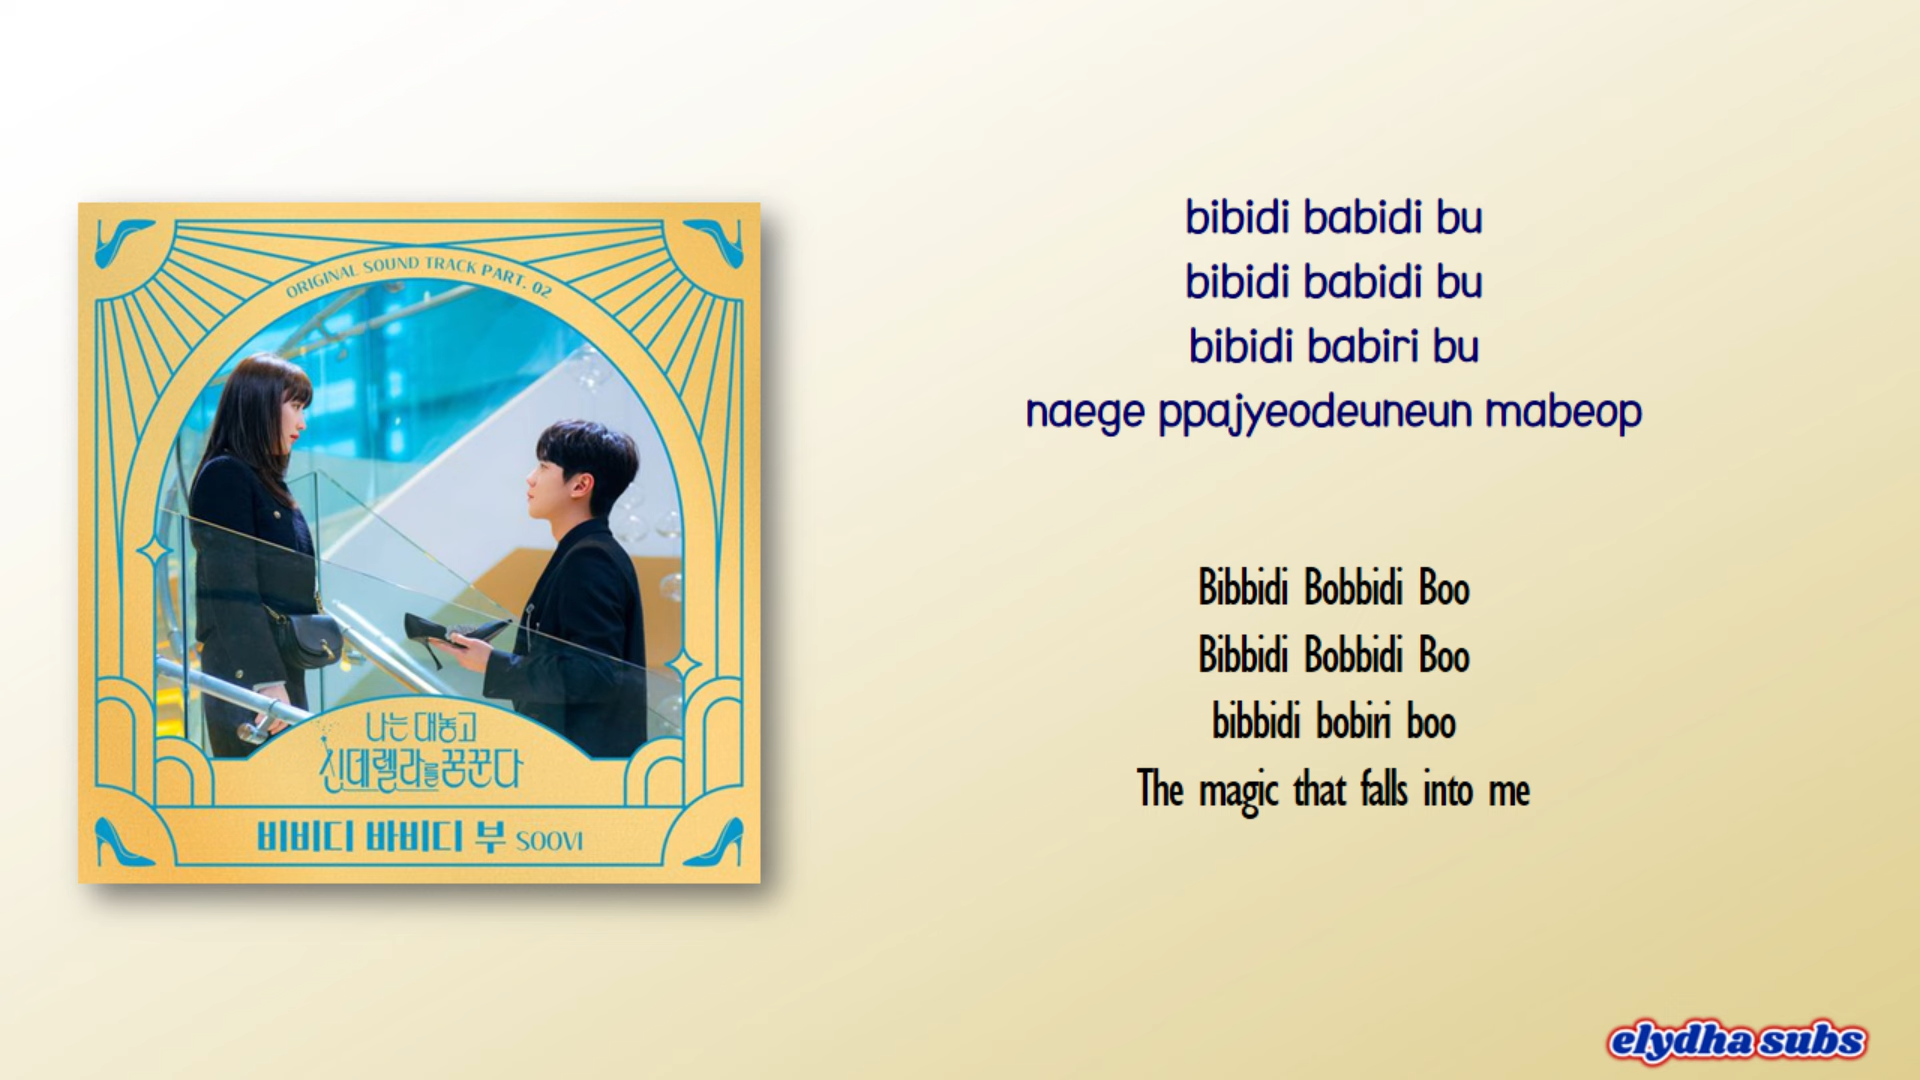 ORIGINAL SOUND TRACK PART. 02
나는 대놓고
신데렐라를 꿈꾼다
비비디 바비디 부 SOOVI
bibidi babidi bu
bibidi babidi bu
bibidi babiri bu
naege ppajyeodeuneun mabeop
Bibbidi Bobbidi Boo
Bibbidi Bobbidi Boo
bibbidi bobiri boo
The magic that falls into me
elydha subs